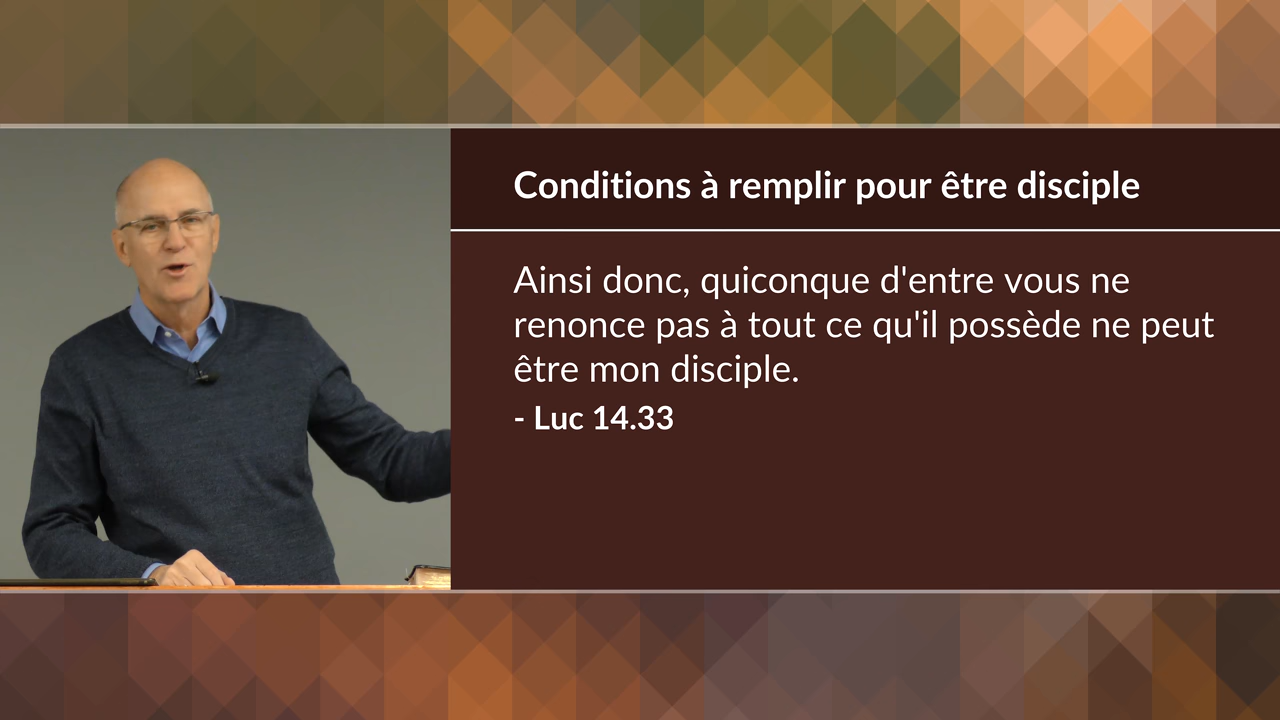 Conditions à remplir pour être disciple
Ainsi donc, quiconque d'entre vous ne
renonce pas à tout ce qu'il possède ne peut
être mon disciple.
- Luc 14.33